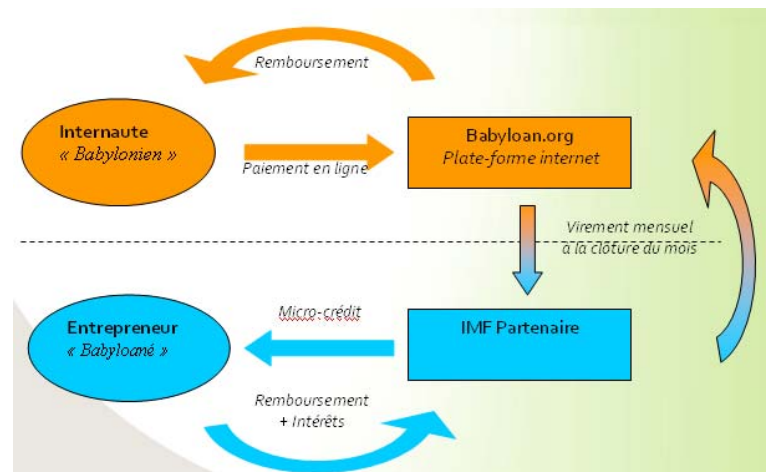 Remboursement
Internaute
« Babylonien »
Babyloan.org
Plate-forme internet
Paiement en ligne
Virement mensuel
a la clôture du mois
Micro-crédit
Entrepreneur
« Babyloané »
IMF Partenaire
Remboursement
+ Intérêts